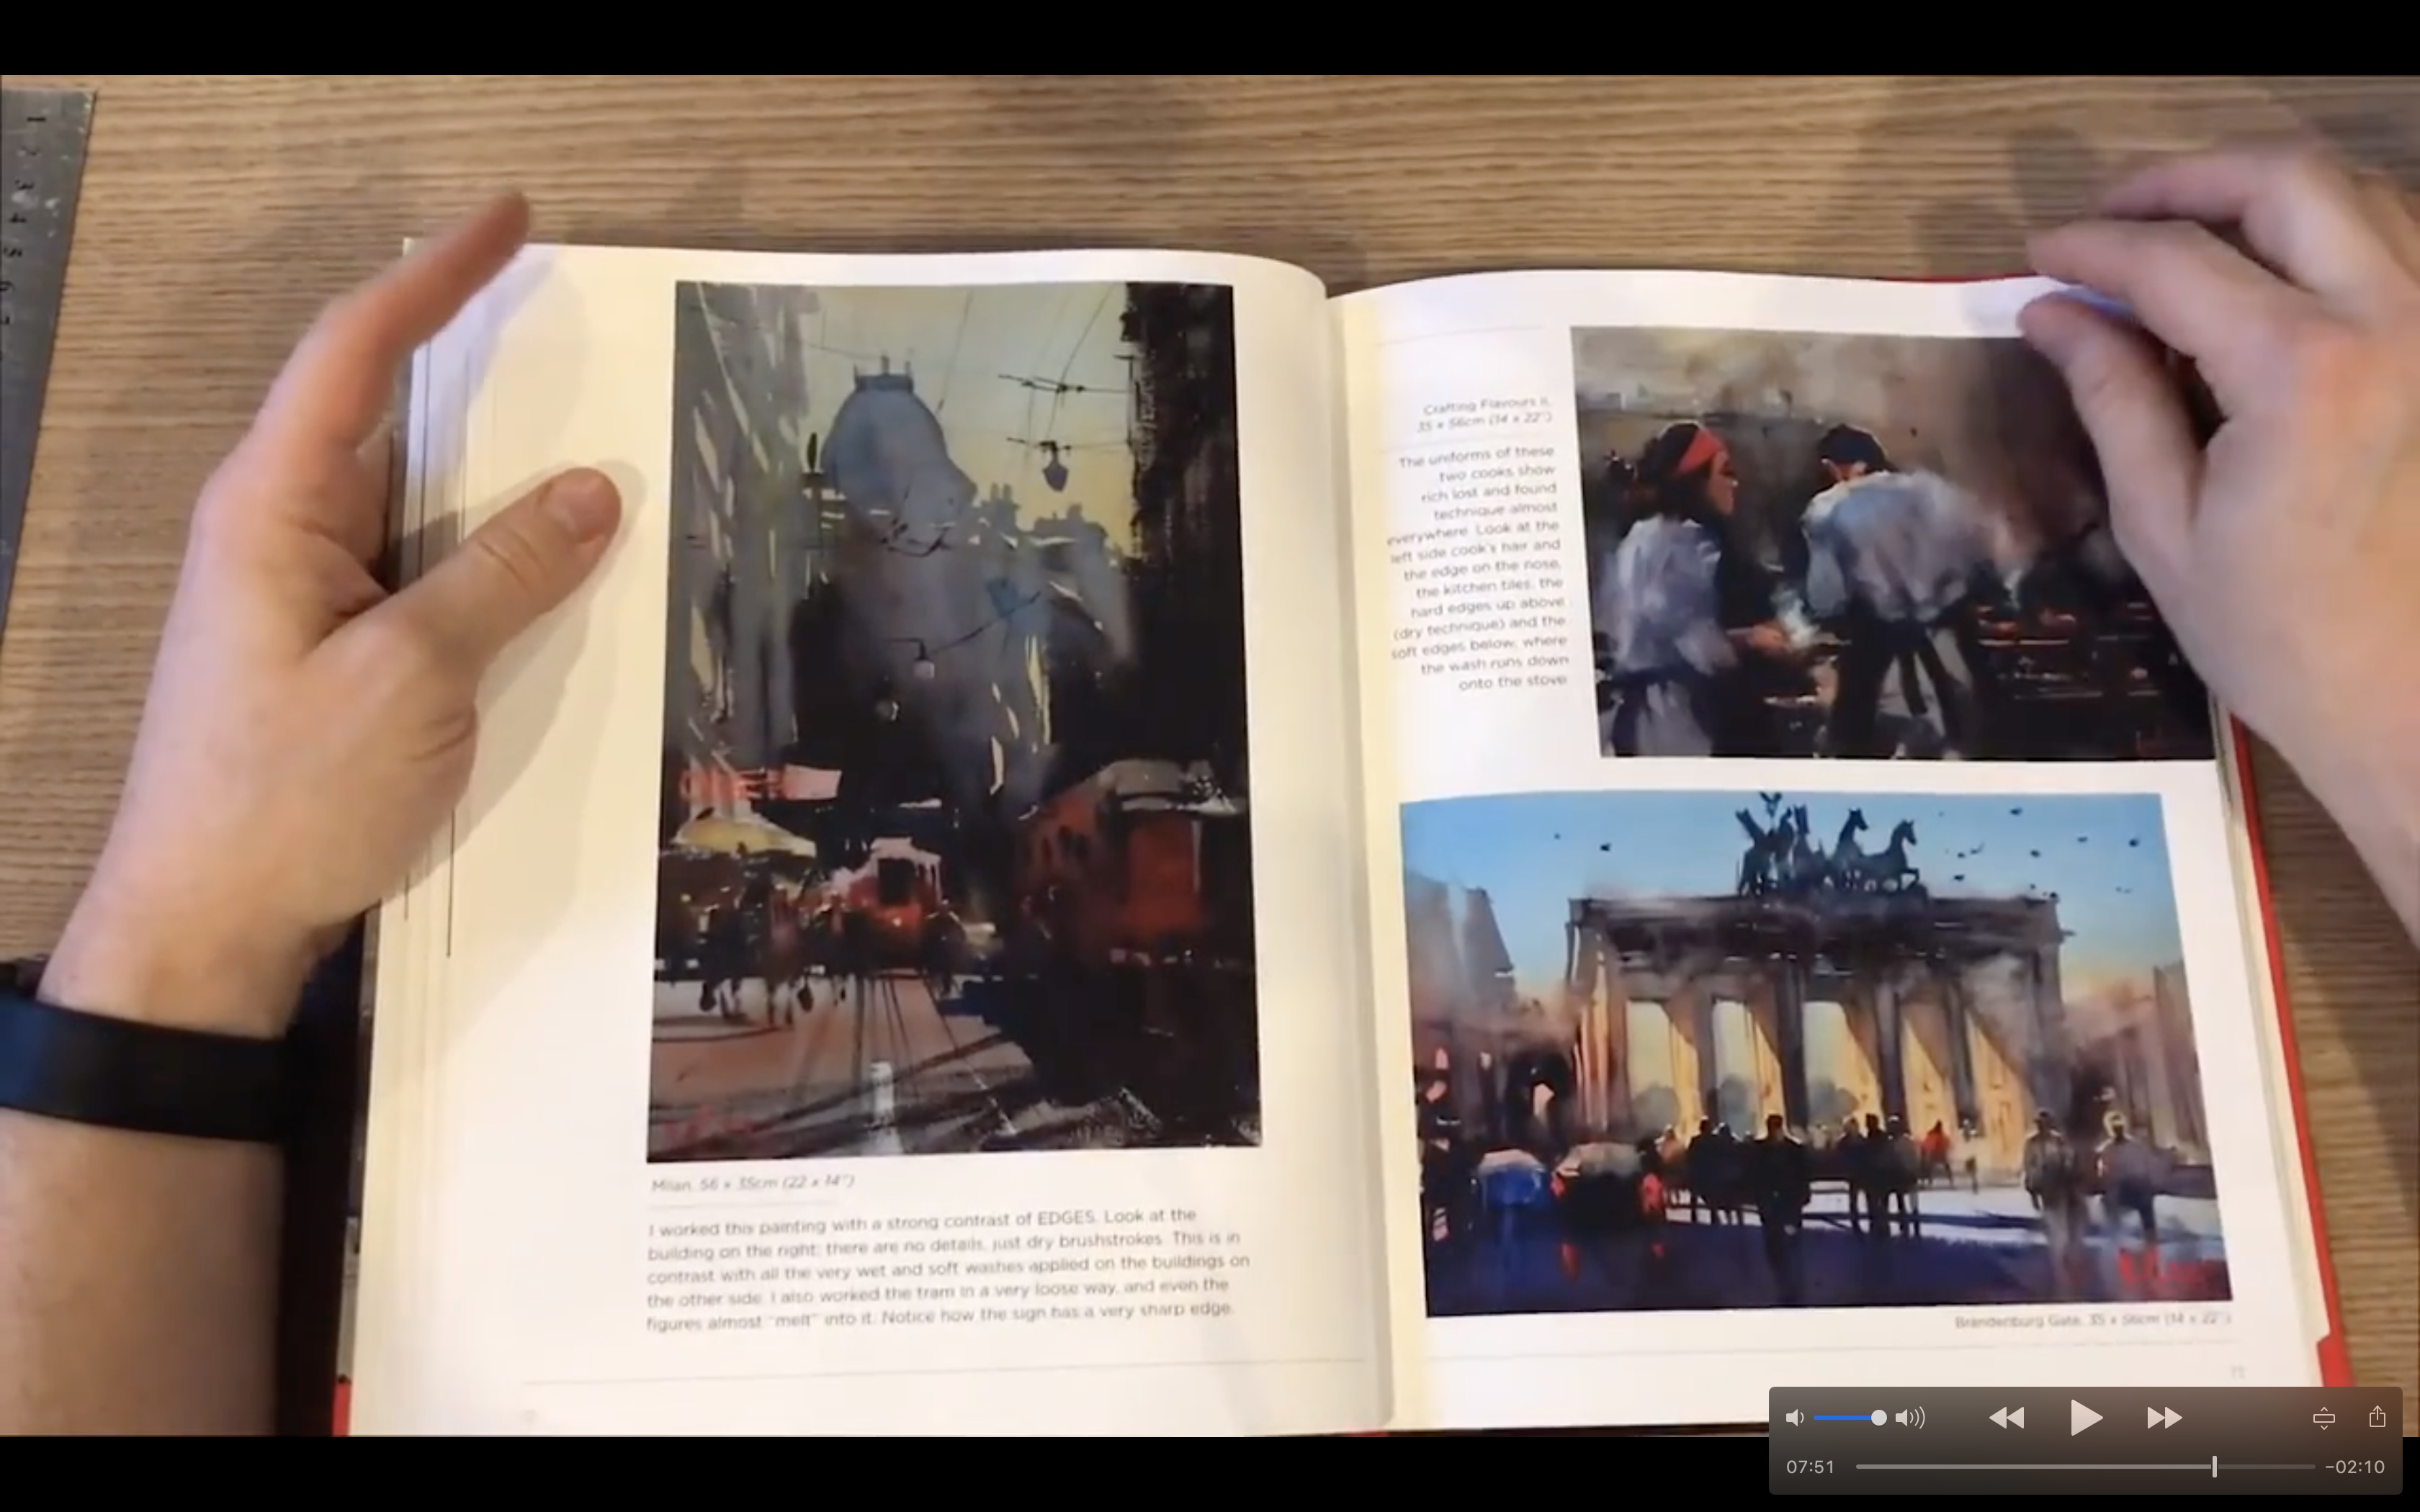 1
2
3
4
5
6
7
Milan, 56 x 35cm (22 x 14")
I worked this painting with a strong contrast of EDGES. Look at the
building on the right: there are no details, just dry brushstrokes. This is in
contrast with all the very wet and soft washes applied on the buildings on
the other side. I also worked the tram in a very loose way, and even the
figures almost "melt" into it. Notice how the sign has a very sharp edge.
Crafting Flavours II,
35 x 56cm (14 x 22")
The uniforms of these
two cooks show
rich lost and found
technique almost
everywhere. Look at the
left side cook's hair and
the edge on the nose,
the kitchen tiles, the
hard edges up above
(dry technique) and the
soft edges below, where
the wash runs down
onto the stove
Brandenburg Gate, 35 x 56cm (14 x 22")
07:51
-02:10